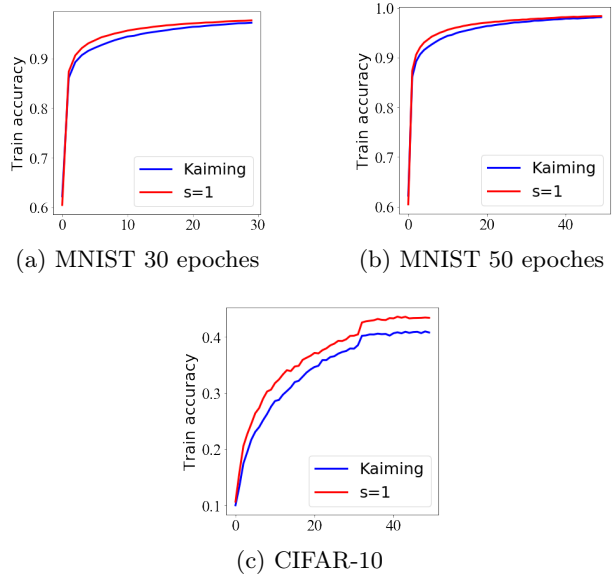 Train accuracy
0.9
0.8
0.7
0.6
0
10
20
30
Kaiming
s=1
(a) MNIST 30 epoches
Train accuracy
1.0
0.9
0.8
0.7
0.6
0
20
40
Kaiming
s=1
(b) MNIST 50 epoches
Train accuracy
0.4
0.3
0.2
0.1
0
20
40
Kaiming
s=1
(c) CIFAR-10